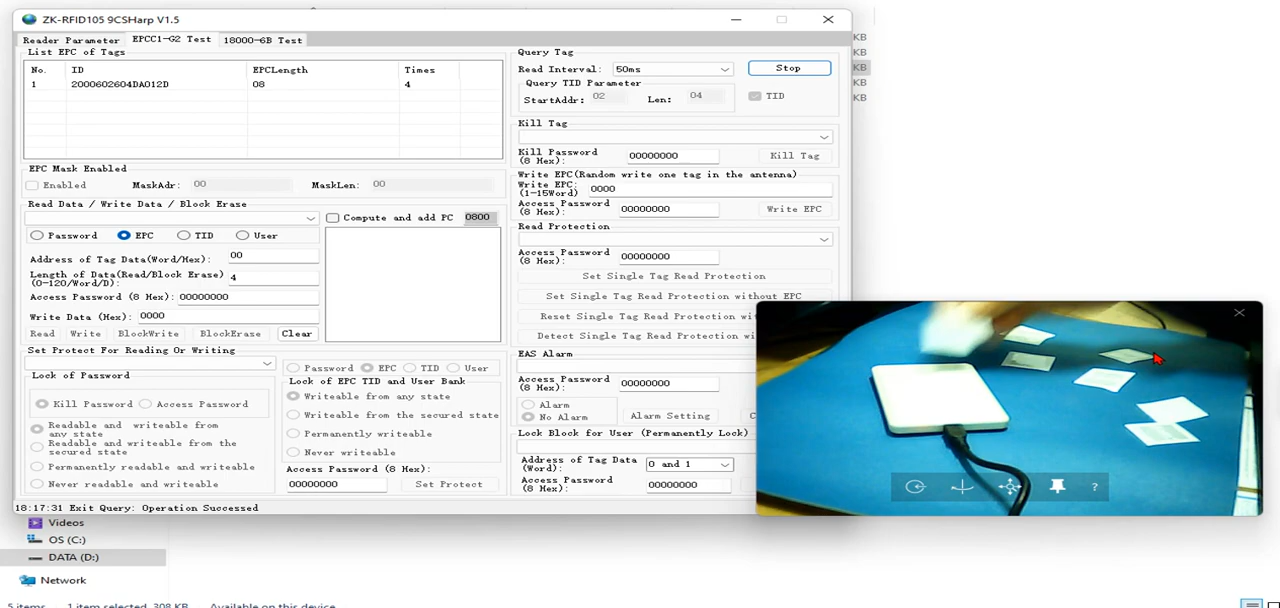 ZK-RFID105 9CSHarp V1.5
Reader Parameter EPCC1-G2 Test 18000-6B Test
List EPC of Tags
No. ID EPCLength Times
1 2000602604DA012D 08 4
EPC Mask Enabled
Enabled MaskAdr: 00 MaskLen: 00
Read Data / Write Data / Block Erase
Compute and add PC 0800
Password EPC TID User
Address of Tag Data(Word/Hex): 00
Length of Data(Read/Block Erase)
(0-120/Word/D): 4
Access Password (8 Hex): 00000000
Write Data (Hex): 0000
Read Write BlockWrite BlockErase Clear
Set Protect For Reading Or Writing
Lock of Password
Kill Password Access Password
Readable and writeable from
any state
Readable and writeable from the
secured state
Permanently readable and writeable
Never readable and writeable
Password EPC TID User
Lock of EPC TID and User Bank
Writeable from any state
Writeable from the secured state
Permanently writeable
Never writeable
Access Password (8 Hex):
00000000 Set Protect
Query Tag
Read Interval: 50ms Stop
Query TID Parameter
StartAddr: 02 Len: 04 TID
Kill Tag
Kill Password
(8 Hex): 00000000 Kill Tag
Write EPC(Random write one tag in the antenna)
Write EPC: 0000
(1-15Word)
Access Password
(8 Hex): 00000000 Write EPC
Read Protection
Access Password
(8 Hex): 00000000
Set Single Tag Read Protection
Set Single Tag Read Protection without EPC
Reset Single Tag Read Protection
Detect Single Tag Read Protection
EAS Alarm
Access Password
(8 Hex): 00000000
Alarm
No Alarm Alarm Setting
Lock Block for User (Permanently Lock)
Address of Tag Data
(Word): 0 and 1
Access Password
(8 Hex): 00000000
18:17:31 Exit Query: Operation Successed
KB
KB
KB
KB
KB
?
Videos
OS (C:)
DATA (D:)
Network
5 items 1 item selected 308 KB Available on this device